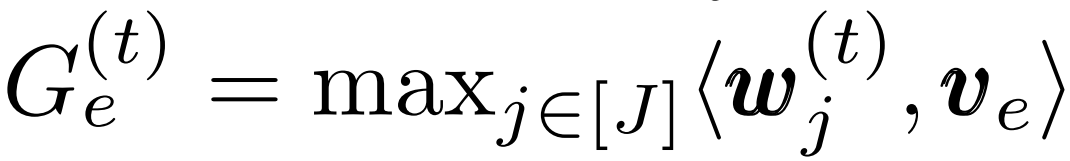 $G_e^{(t)} = \max_{j \in [J]} \langle \boldsymbol{w}_j^{(t)}, \boldsymbol{v}_e \rangle$